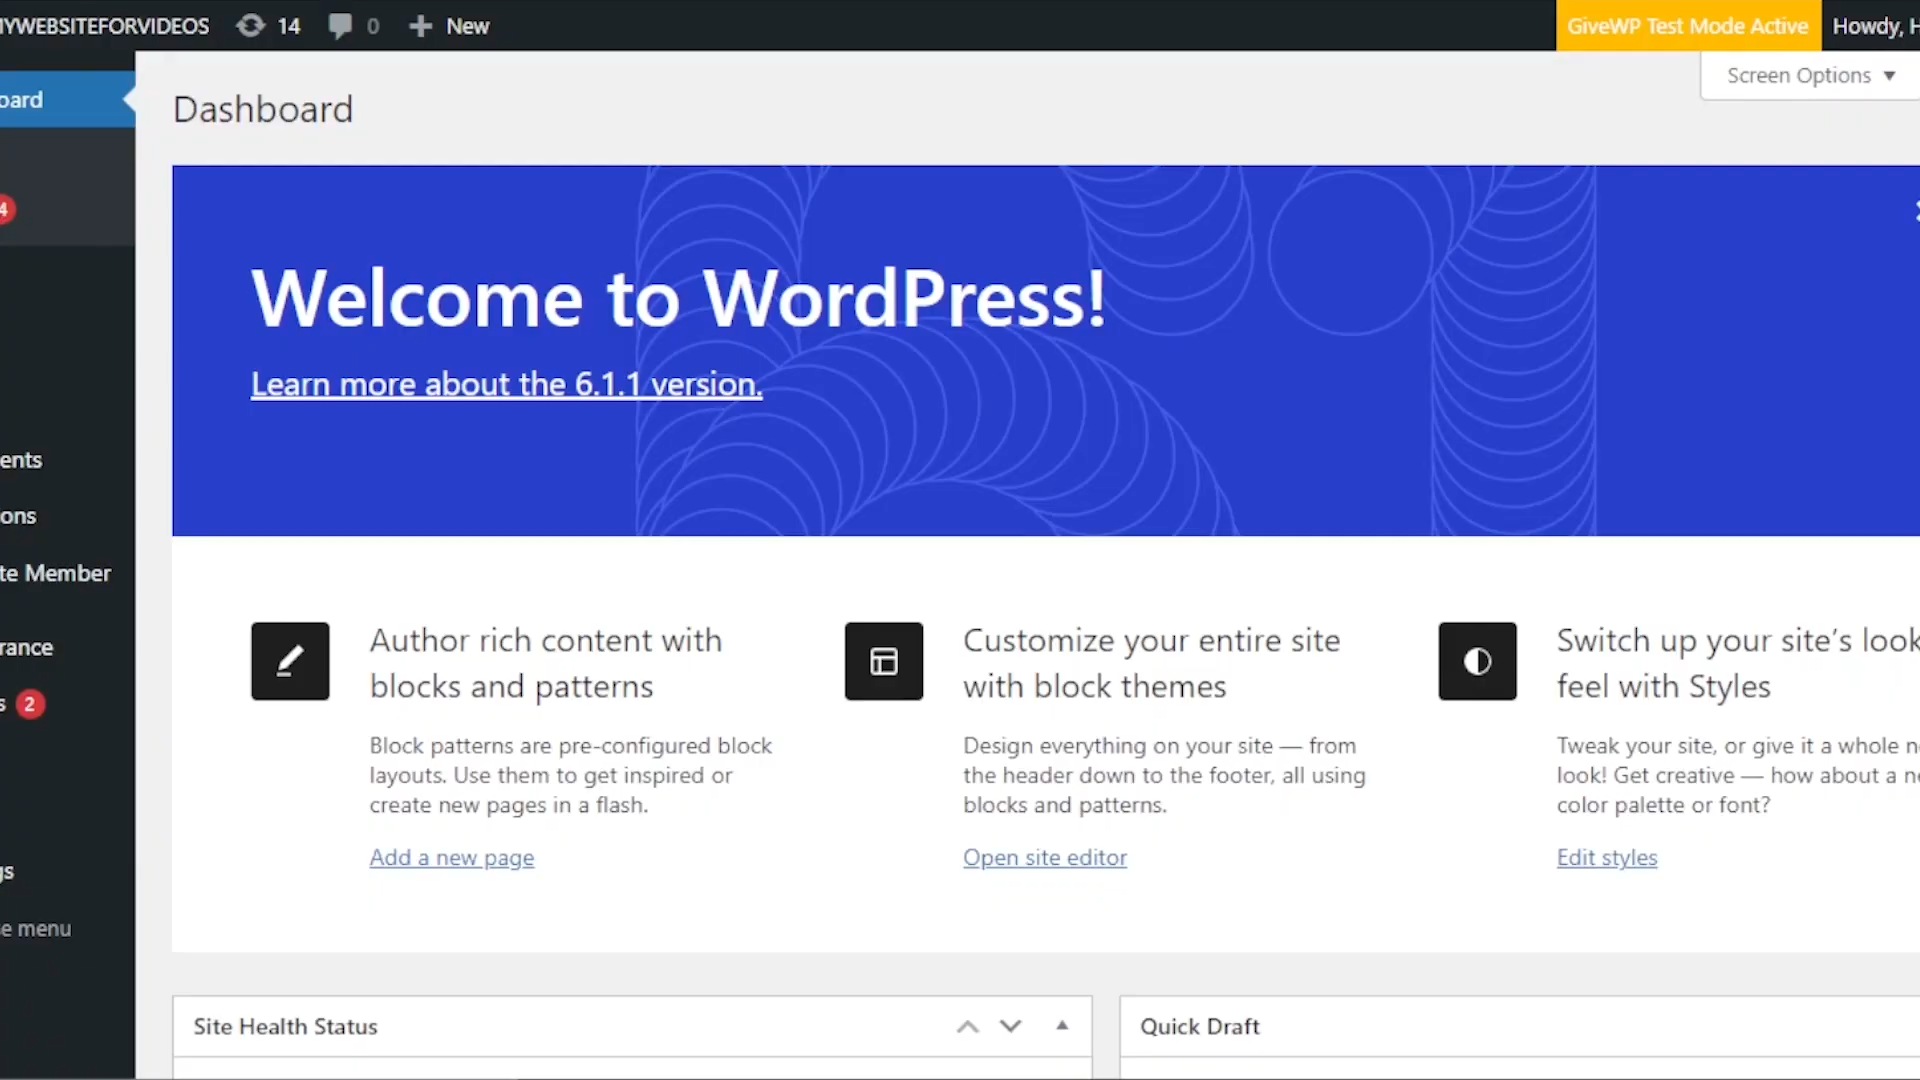 MYWEBSITEFORVIDEOS 14 0 New GiveWP Test Mode Active Howdy, H
Screen Options
oard
Dashboard
4
Welcome to WordPress!
Learn more about the 6.1.1 version.
ents
ons
te Member
rance
s 2
gs
e menu
Author rich content with
blocks and patterns
Block patterns are pre-configured block
layouts. Use them to get inspired or
create new pages in a flash.
Add a new page
Customize your entire site
with block themes
Design everything on your site — from
the header down to the footer, all using
blocks and patterns.
Open site editor
Switch up your site’s look
feel with Styles
Tweak your site, or give it a whole ne
look! Get creative — how about a ne
color palette or font?
Edit styles
Site Health Status
Quick Draft